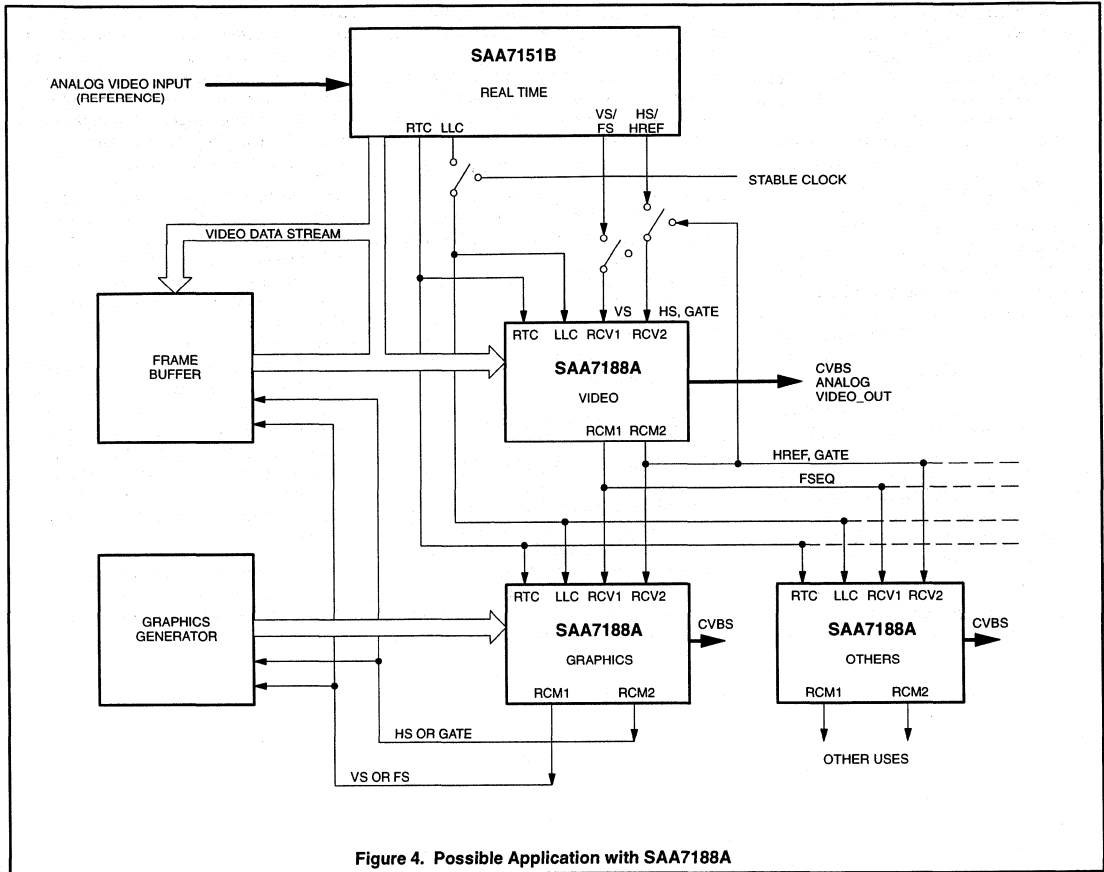 SAA7151B
REAL TIME
ANALOG VIDEO INPUT
(REFERENCE)
RTC LLC
VS/
FS
HS/
HREF
STABLE CLOCK
VIDEO DATA STREAM
VS
HS, GATE
RTC LLC RCV1 RCV2
SAA7188A
VIDEO
RCM1 RCM2
FRAME
BUFFER
CVBS
ANALOG
VIDEO_OUT
HREF, GATE
FSEQ
GRAPHICS
GENERATOR
RTC LLC RCV1 RCV2
SAA7188A
GRAPHICS
RCM1 RCM2
CVBS
RTC LLC RCV1 RCV2
SAA7188A
OTHERS
RCM1 RCM2
CVBS
HS OR GATE
VS OR FS
OTHER USES
Figure 4. Possible Application with SAA7188A